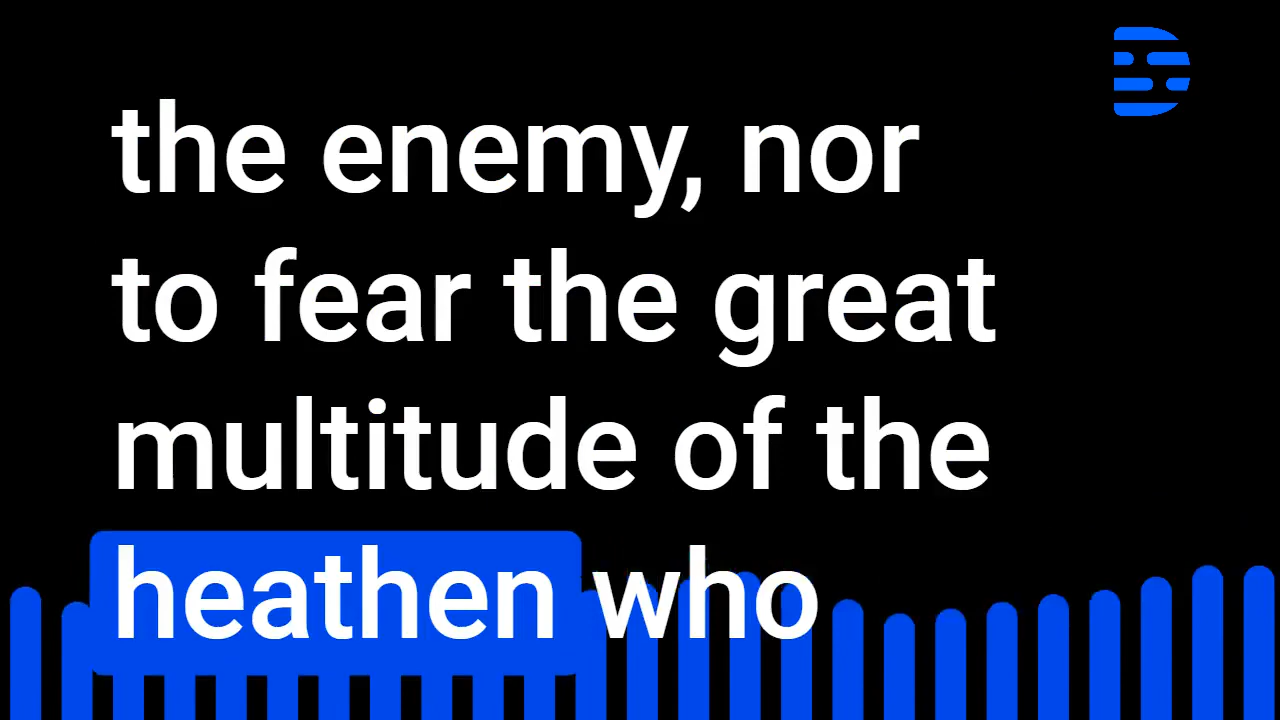 the enemy, nor
to fear the great
multitude of the
heathen who